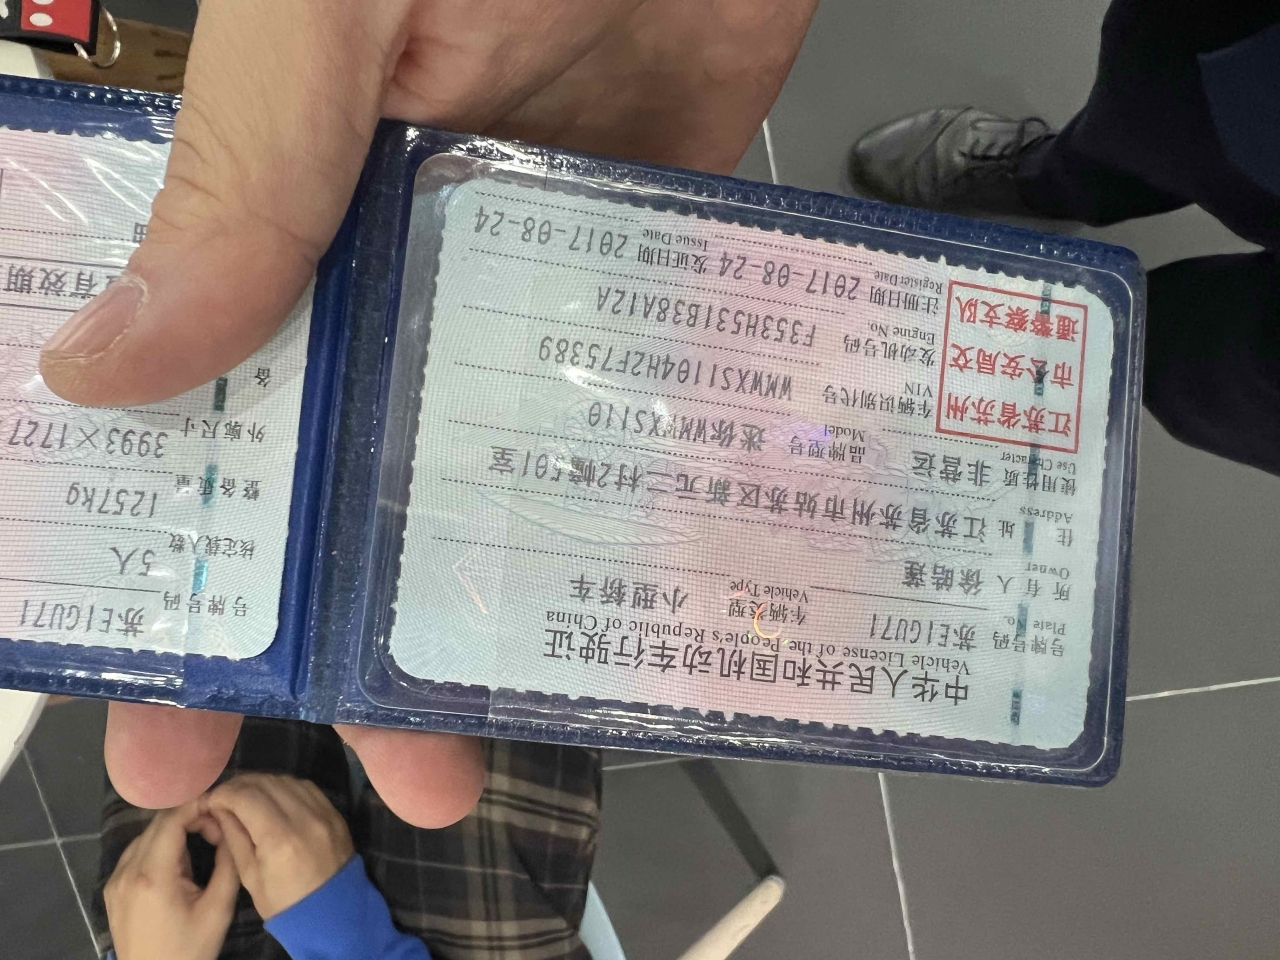 中华人民共和国机动车行驶证
Vehicle License of the People's Republic of China
号牌号码 苏E1GU71 车辆类型 小型轿车
Plate No. Vehicle Type
所有人 徐皓蓬
Owner
住址 江苏省苏州市姑苏区新元二村2幢501室
Address
使用性质 非营运 品牌型号 迷你WMWXS110
Use Character Model
江苏省苏州
市公安局交
通警察支队
车辆识别代号 WMWXS1104H2F75389
VIN
发动机号码 F353H531B38A12A
Engine No.
注册日期 2017-08-24 发证日期 2017-08-24
Register Date Issue Date
号牌号码 苏E1GU71
核定载人数 5人
整备质量 1257kg
外廓尺寸 3993×1727
备
有效期